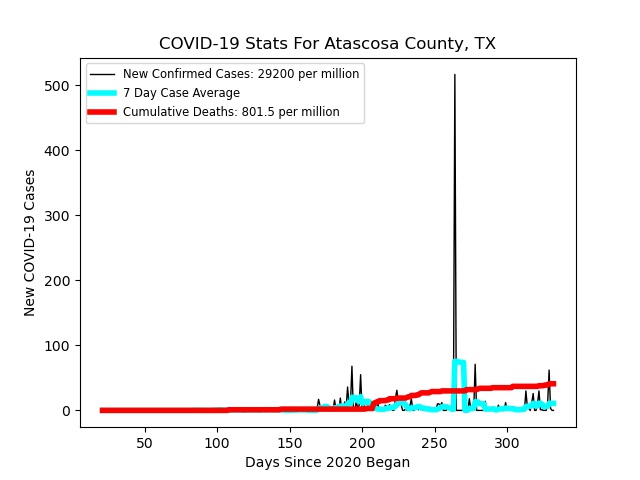 COVID-19 Stats For Atascosa County, TX
New Confirmed Cases: 29200 per million
7 Day Case Average
Cumulative Deaths: 801.5 per million
500
400
300
200
100
0
New COVID-19 Cases
50 100 150 200 250 300
Days Since 2020 Began